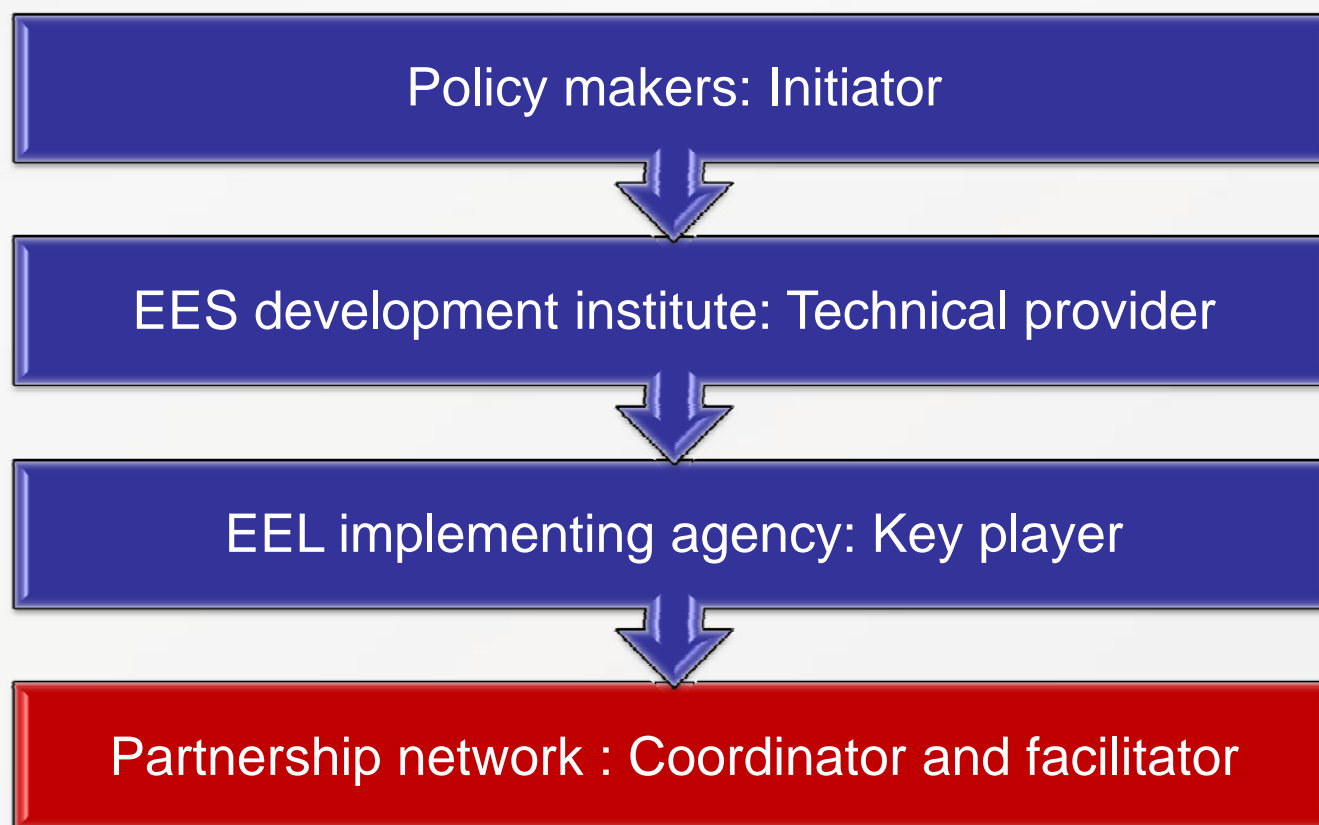 Policy makers: Initiator
EES development institute: Technical provider
EEL implementing agency: Key player
Partnership network : Coordinator and facilitator